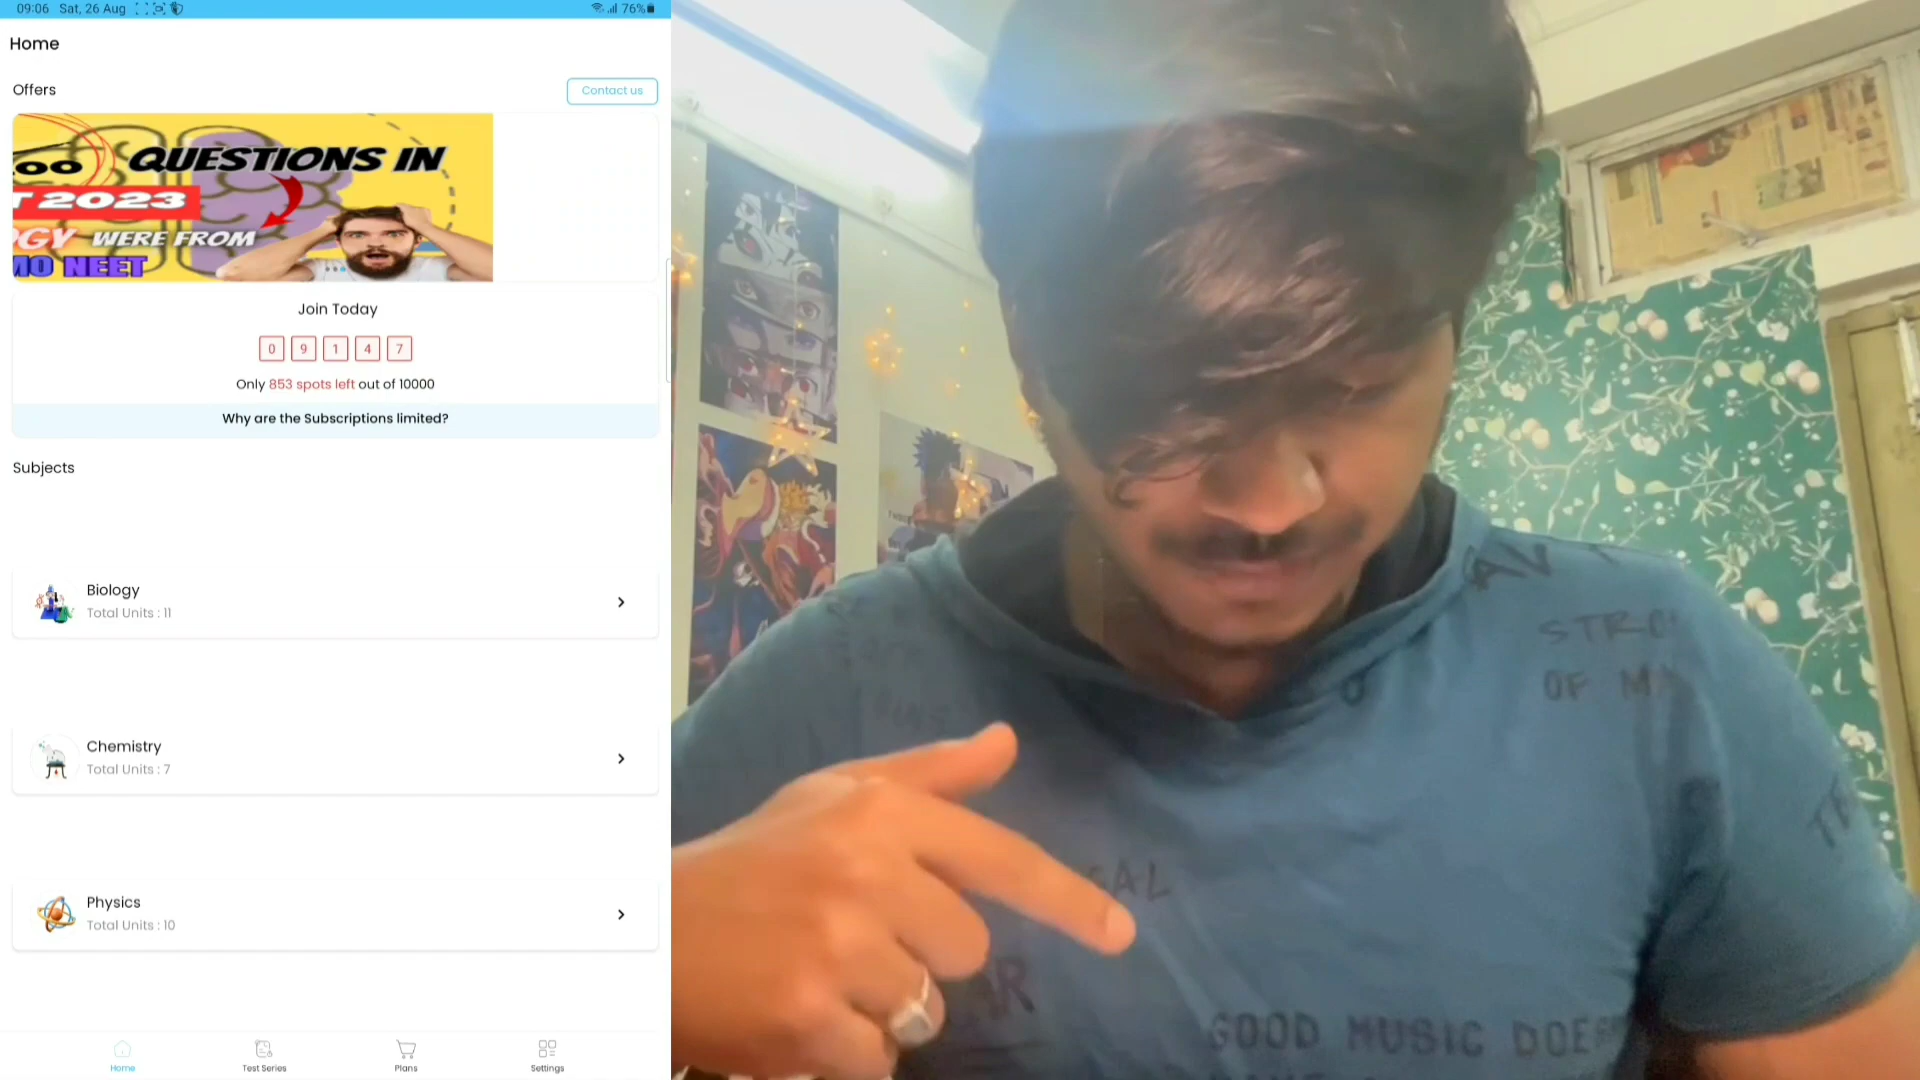 09:06 Sat, 26 Aug
76%
Home
Offers
Contact us
QUESTIONS IN
2023
WERE FROM
NEET
Join Today
0 9 1 4 7
Only 853 spots left out of 10000
Why are the Subscriptions limited?
Subjects
Biology
Total Units : 11
Chemistry
Total Units : 7
Physics
Total Units : 10
Home
Test Series
Plans
Settings
OF
GOOD MUSIC